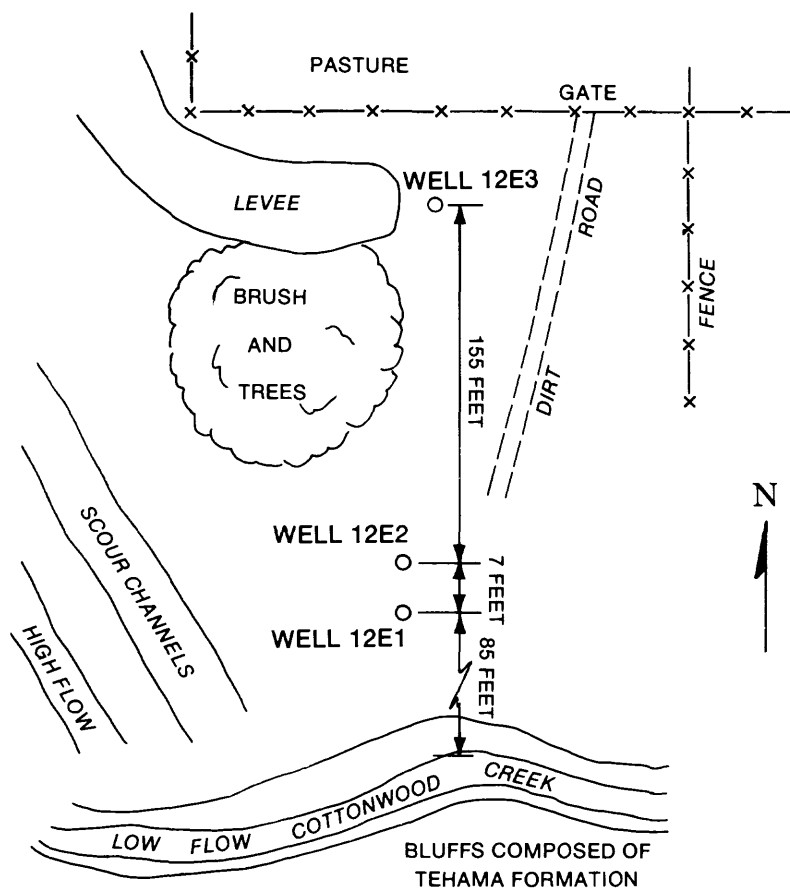 PASTURE
GATE
WELL 12E3
LEVEE
ROAD
BRUSH
AND
TREES
FENCE
155 FEET
DIRT
N
SCOUR CHANNELS
WELL 12E2
7 FEET
HIGH FLOW
WELL 12E1
85 FEET
LOW FLOW COTTONWOOD CREEK
BLUFFS COMPOSED OF
TEHAMA FORMATION